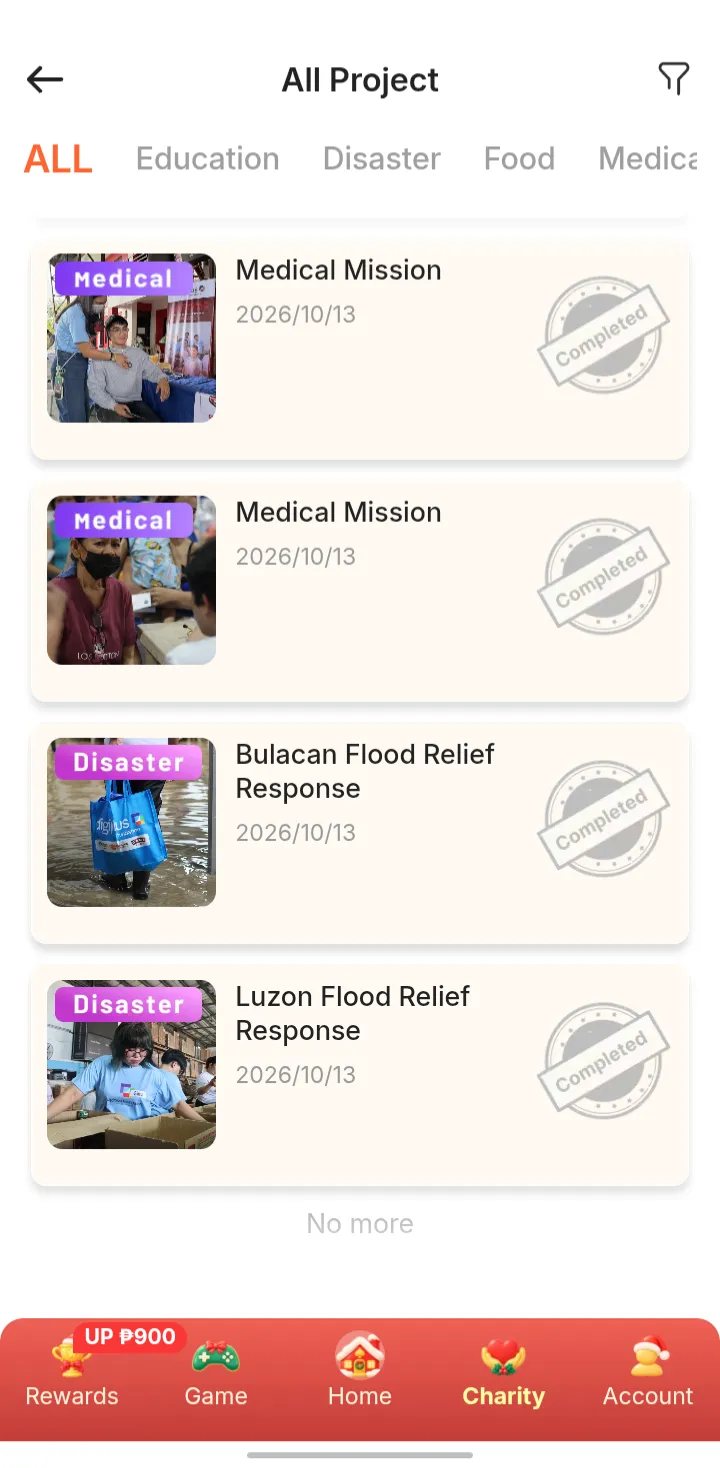 All Project
ALL Education Disaster Food Medica
Medical
Medical Mission
2026/10/13
Completed
Medical
Medical Mission
2026/10/13
Completed
Disaster
Bulacan Flood Relief
Response
2026/10/13
Completed
Disaster
Luzon Flood Relief
Response
2026/10/13
Completed
No more
UP ₱900
Rewards Game Home Charity Account